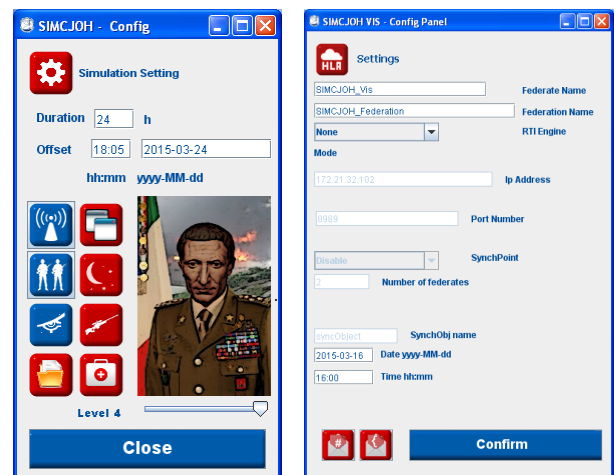 SIMCJOH - Config
Simulation Setting
Duration 24 h
Offset 18:05 2015-03-24
hh:mm yyyy-MM-dd
Level 4
Close
SIMCJOH VIS - Config Panel
HLA
Settings
SIMCJOH_Vis Federate Name
SIMCJOH_Federation Federation Name
None RTI Engine
Mode
172.21.32.102 Ip Address
8989 Port Number
Disable SynchPoint
2 Number of federates
syncObject SynchObj name
2015-03-16 Date yyyy-MM-dd
16:00 Time hh:mm
# Confirm